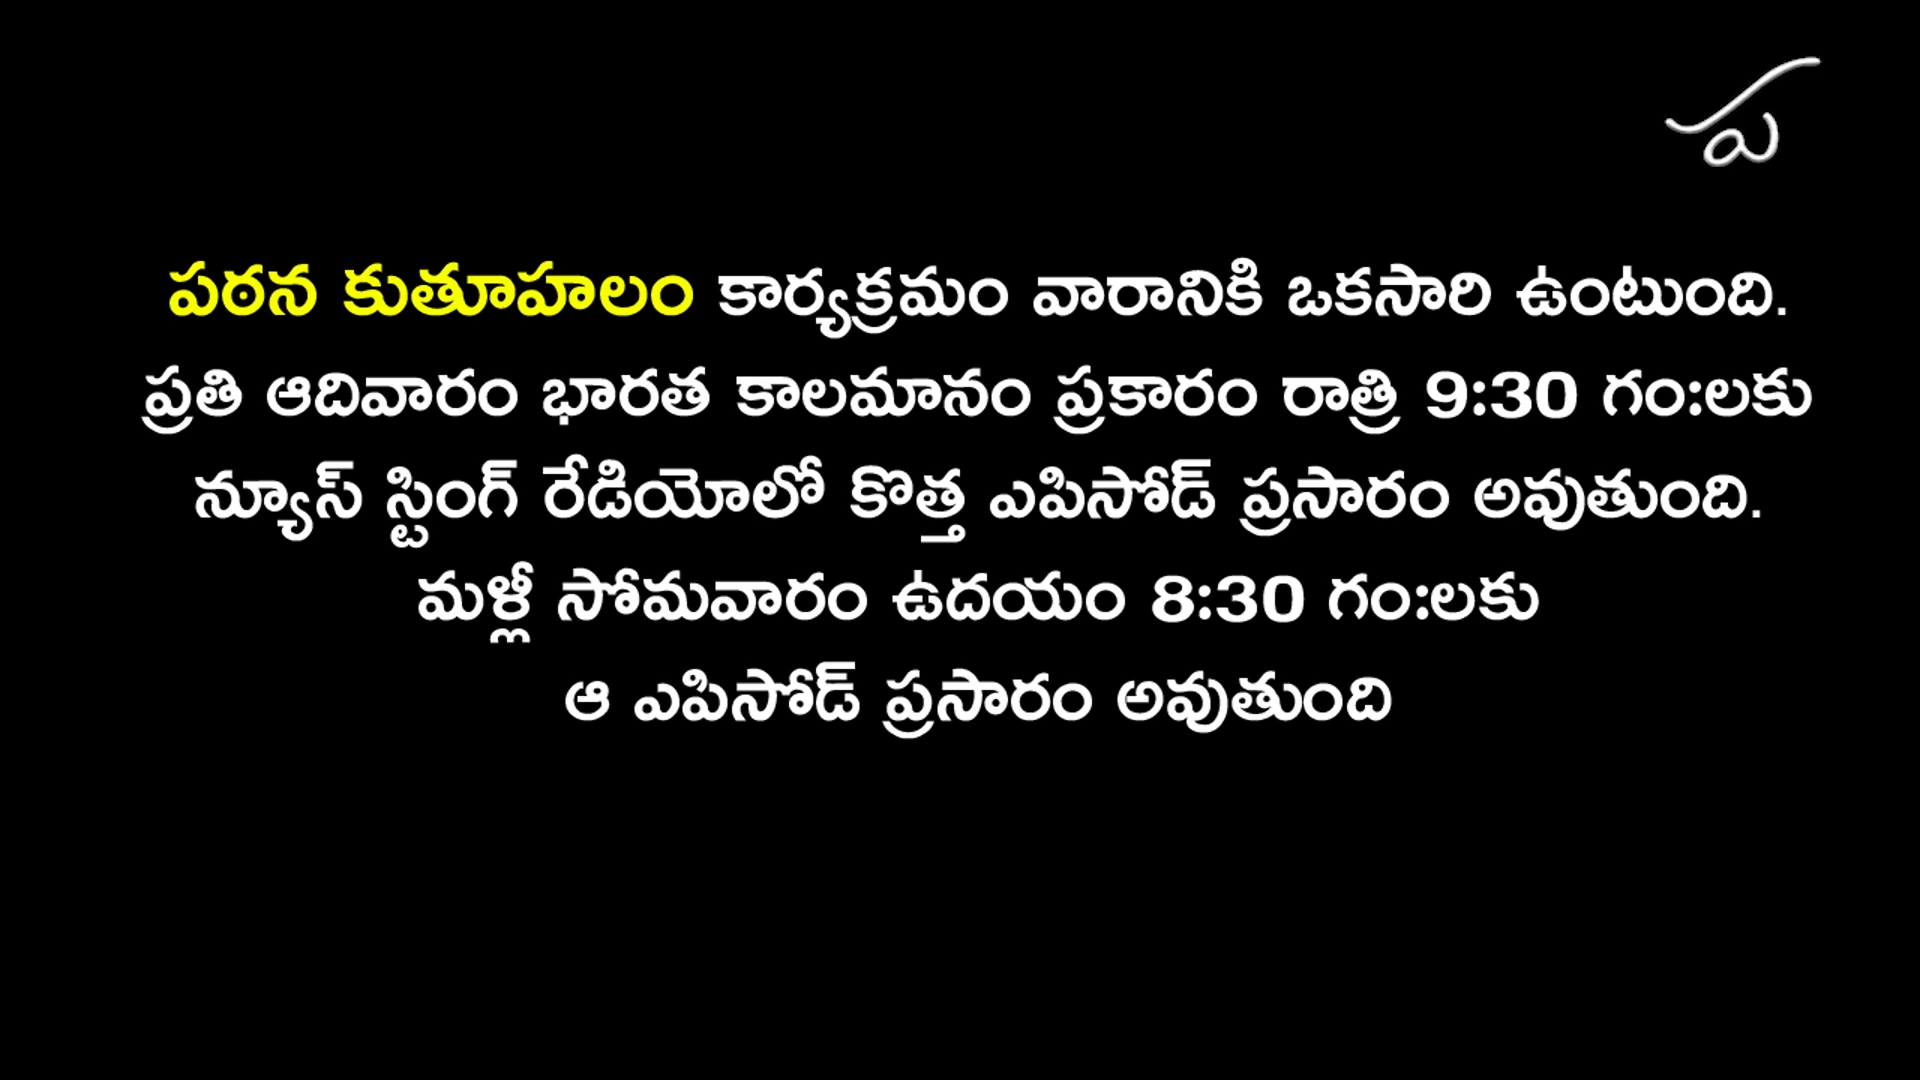 ప
పఠన కుతూహలం కార్యక్రమం వారానికి ఒకసారి ఉంటుంది.
ప్రతి ఆదివారం భారత కాలమానం ప్రకారం రాత్రి 9:30 గం:లకు
న్యూస్ స్టింగ్ రేడియోలో కొత్త ఎపిసోడ్ ప్రసారం అవుతుంది.
మళ్లీ సోమవారం ఉదయం 8:30 గం:లకు
ఆ ఎపిసోడ్ ప్రసారం అవుతుంది